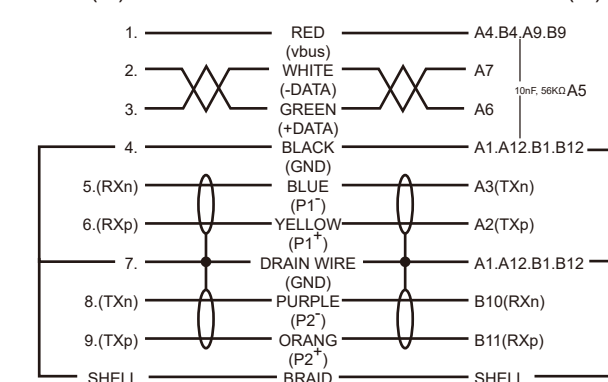 1. RED A4.B4.A9.B9
(vbus)
2. WHITE A7
(-DATA) 10nF, 56KΩ A5
3. GREEN A6
(+DATA)
4. BLACK A1.A12.B1.B12
(GND)
5.(RXn) BLUE A3(TXn)
(P1-)
6.(RXp) YELLOW A2(TXp)
(P1+)
7. DRAIN WIRE A1.A12.B1.B12
(GND)
8.(TXn) PURPLE B10(RXn)
(P2-)
9.(TXp) ORANG B11(RXp)
(P2+)
SHELL BRAID SHELL